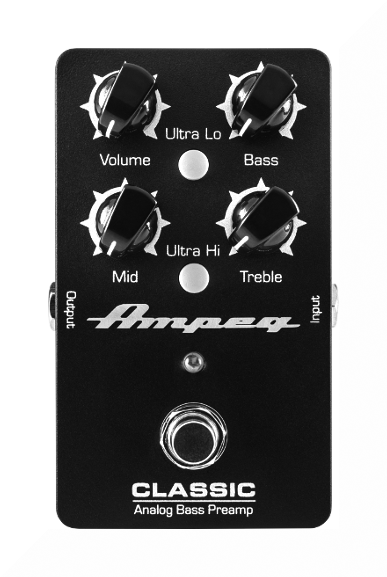 Ultra Lo
Volume
Bass
Ultra Hi
Mid
Treble
Output
Input
Ampeg
CLASSIC
Analog Bass Preamp